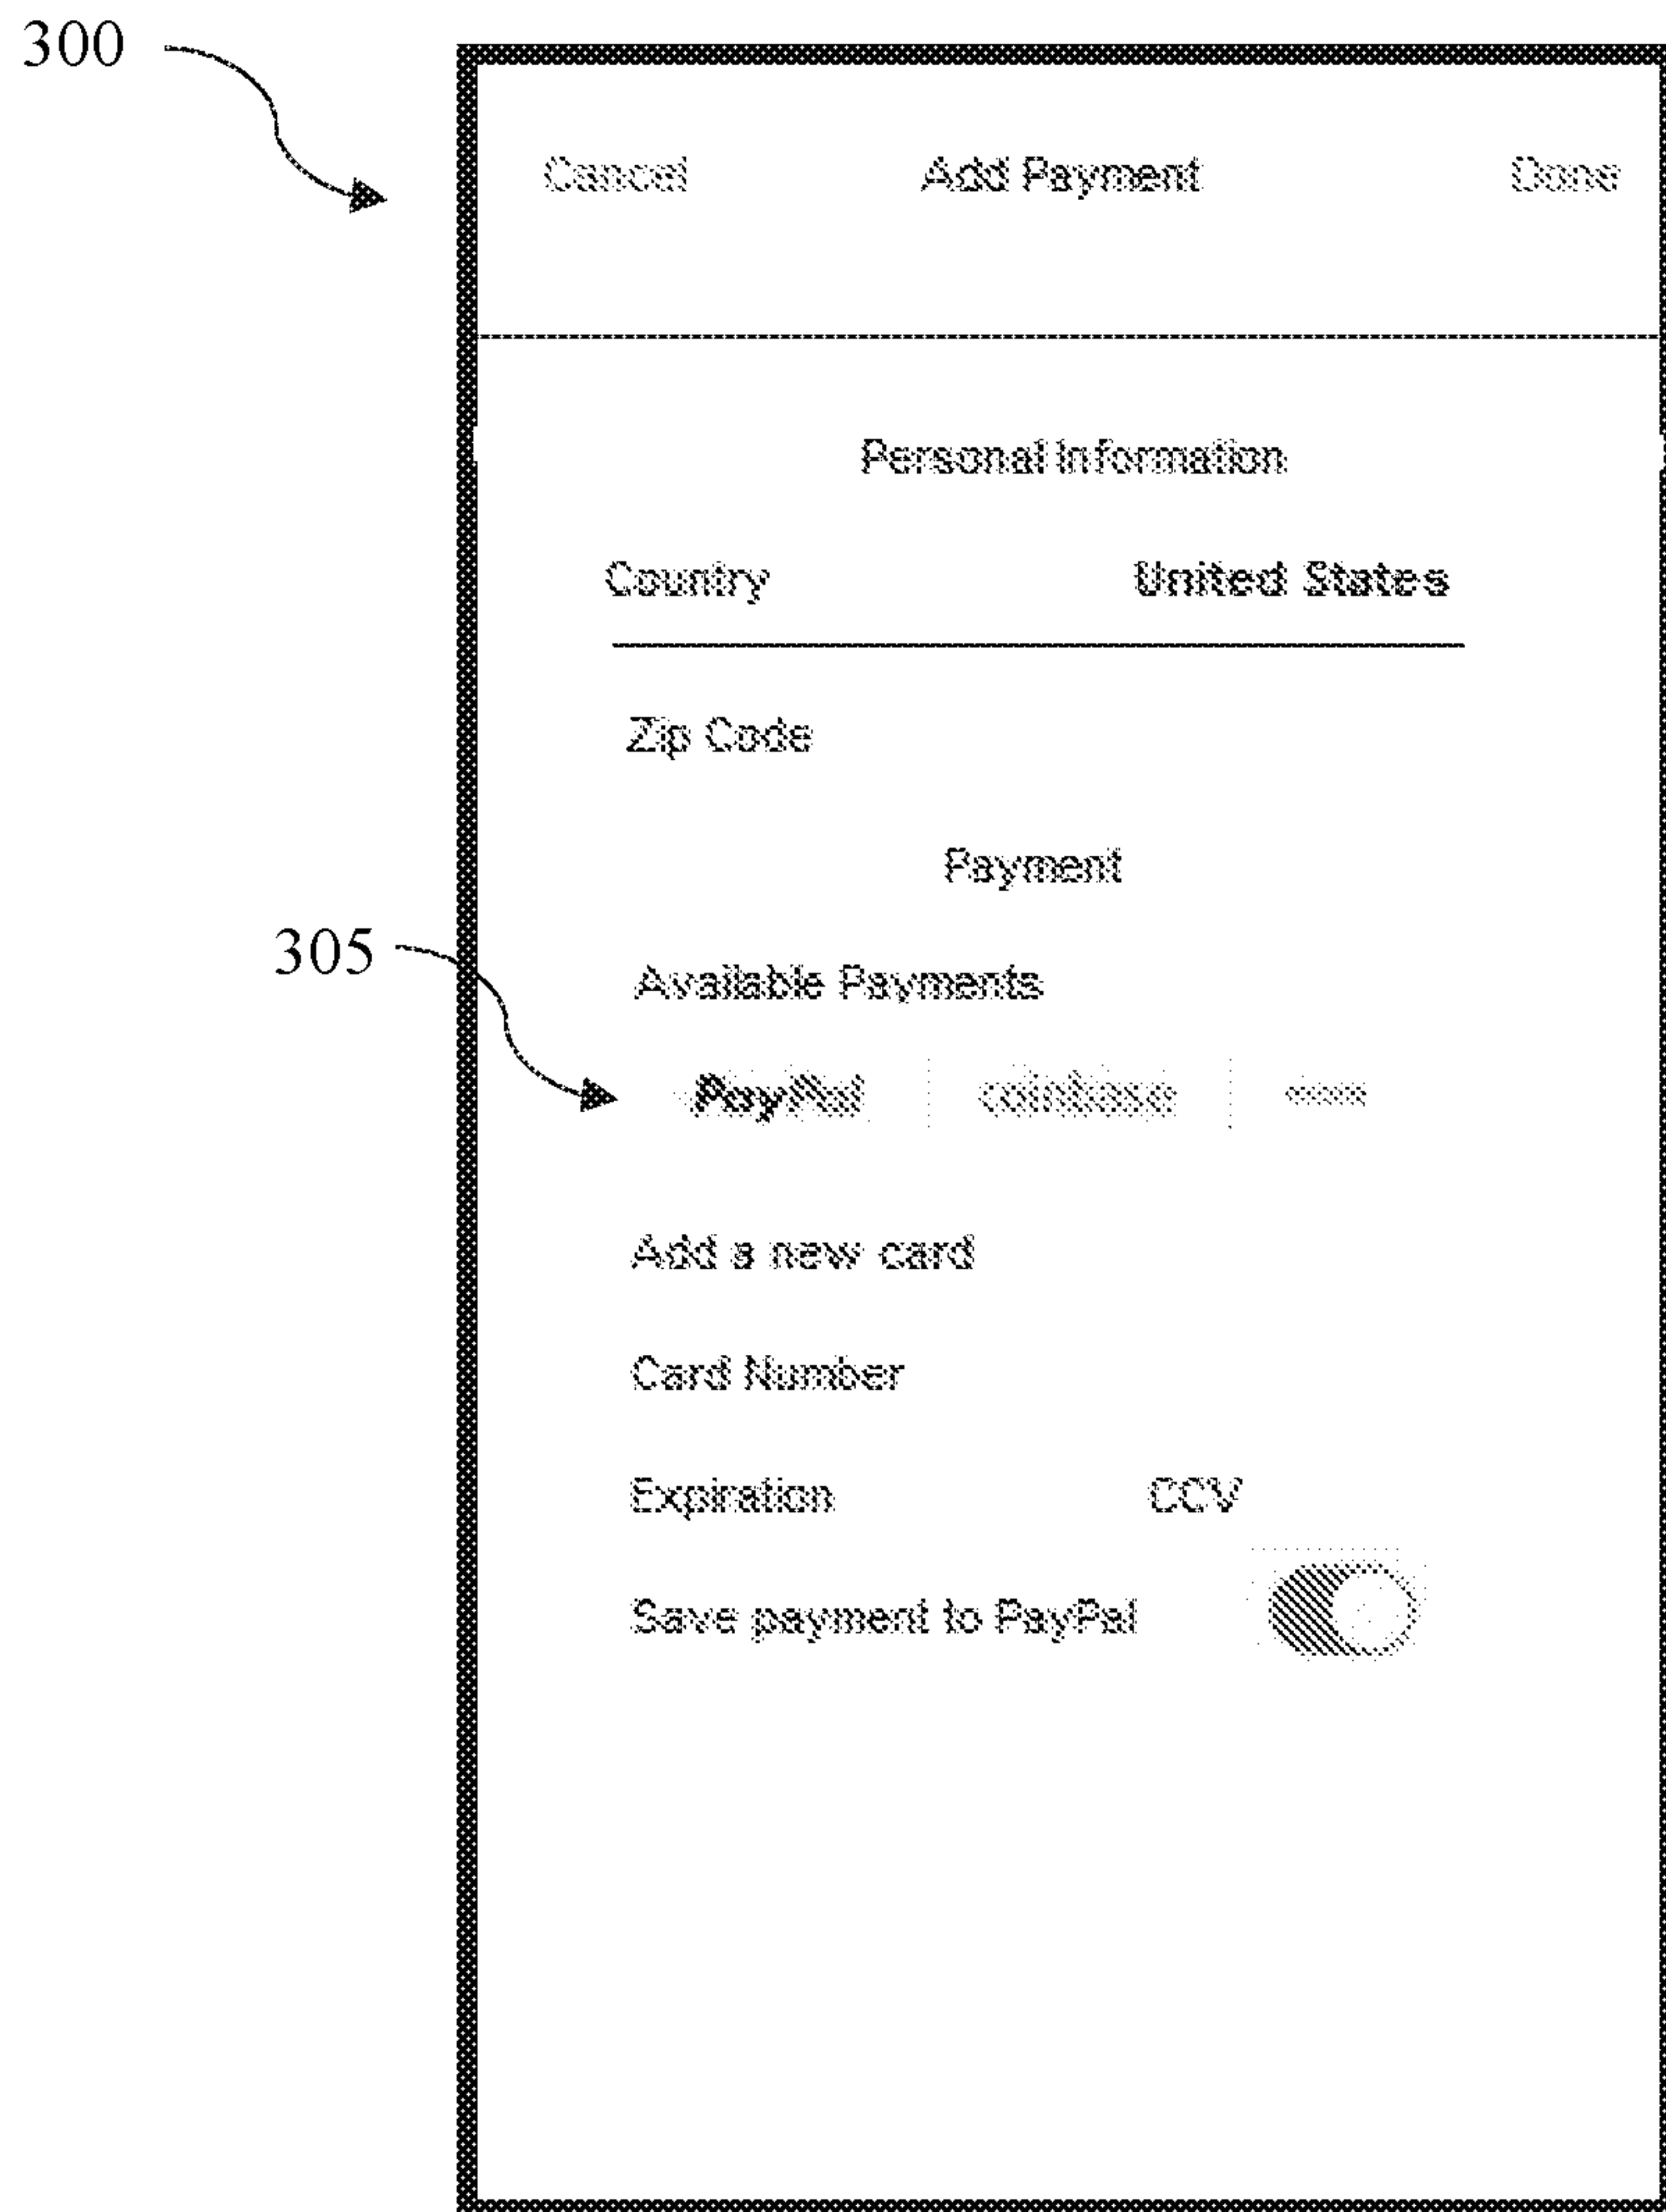 300
Cancel Add Payment Done
Personal Information
Country United States
Zip Code
Payment
305
Available Payments
PayPal coinbase
Add a new card
Card Number
Expiration CCV
Save payment to PayPal